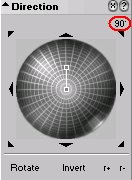 Direction
90°
Rotate Invert r+ r-